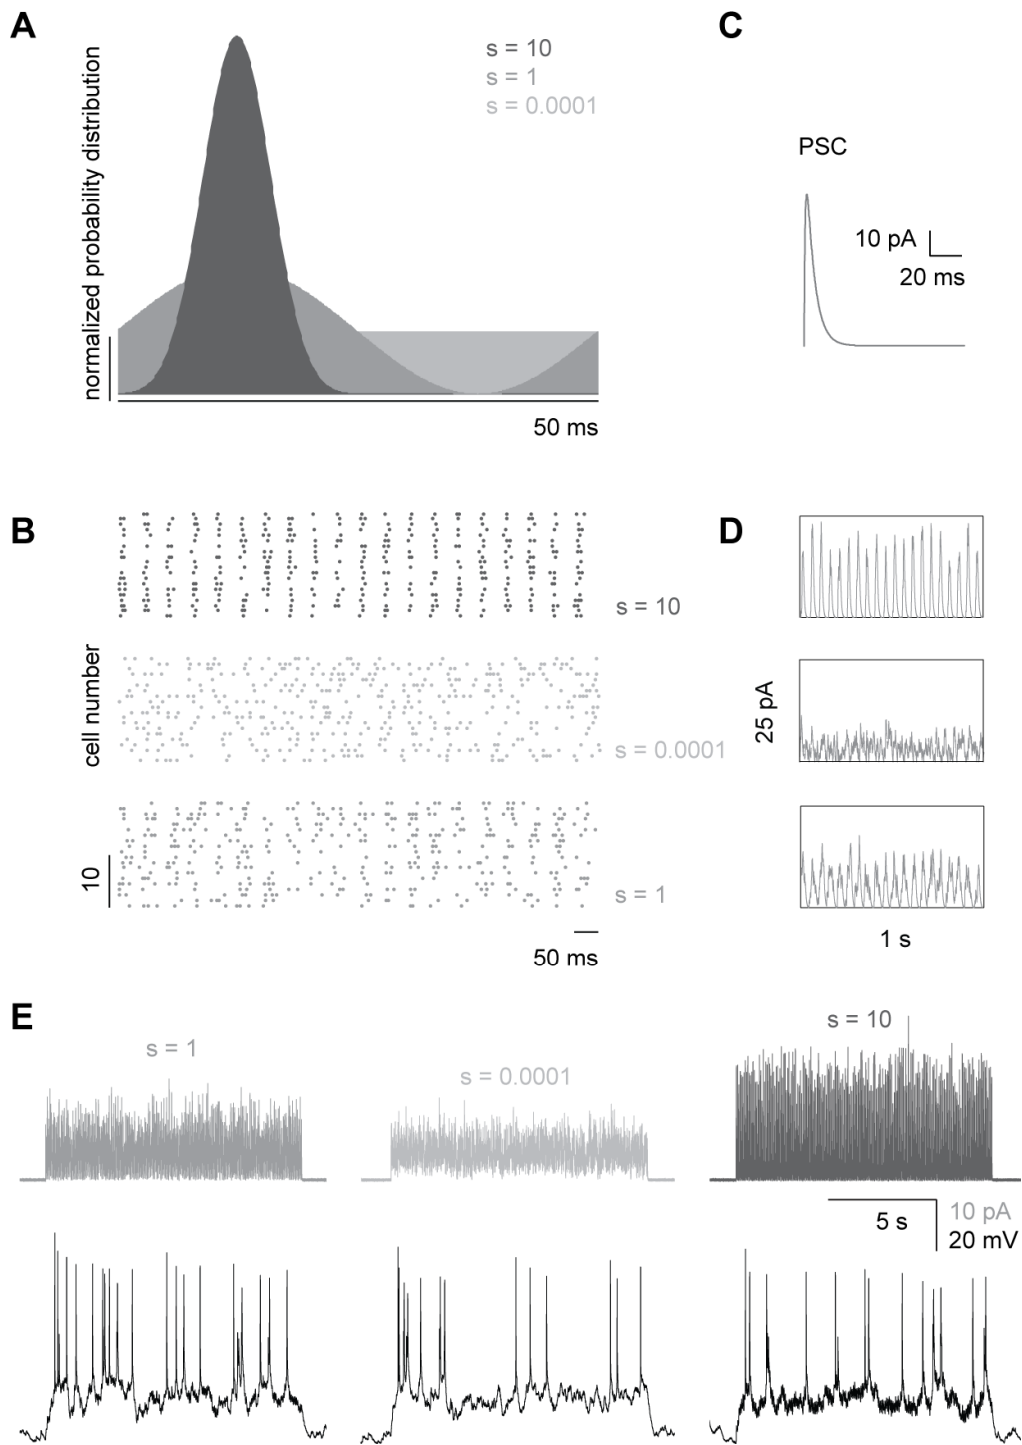 A
normalized probability distribution
s = 10
s = 1
s = 0.0001
50 ms
C
PSC
10 pA
20 ms
B
cell number
10
s = 10
s = 0.0001
s = 1
50 ms
D
25 pA
1 s
E
s = 1
s = 0.0001
s = 10
5 s
10 pA
20 mV